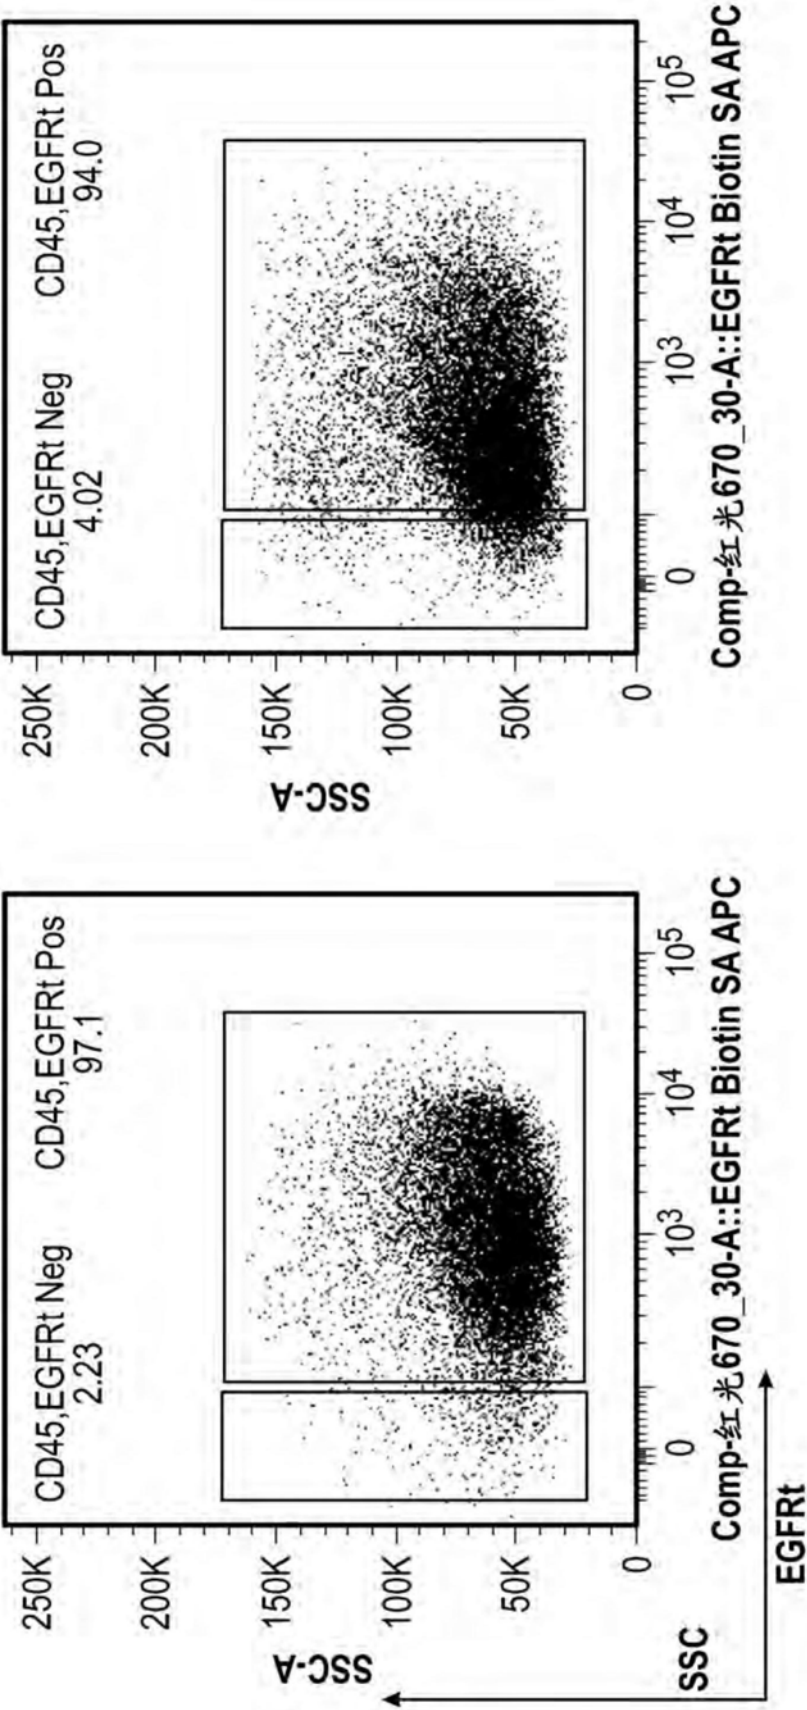 CD45,EGFRt Neg
2.23
CD45,EGFRt Pos
97.1
250K
200K
150K
100K
50K
0
SSC-A
0
10³
10⁴
10⁵
Comp-红光670_30-A::EGFRt Biotin SA APC
CD45,EGFRt Neg
4.02
CD45,EGFRt Pos
94.0
250K
200K
150K
100K
50K
0
SSC-A
0
10³
10⁴
10⁵
Comp-红光670_30-A::EGFRt Biotin SA APC
SSC
EGFRt